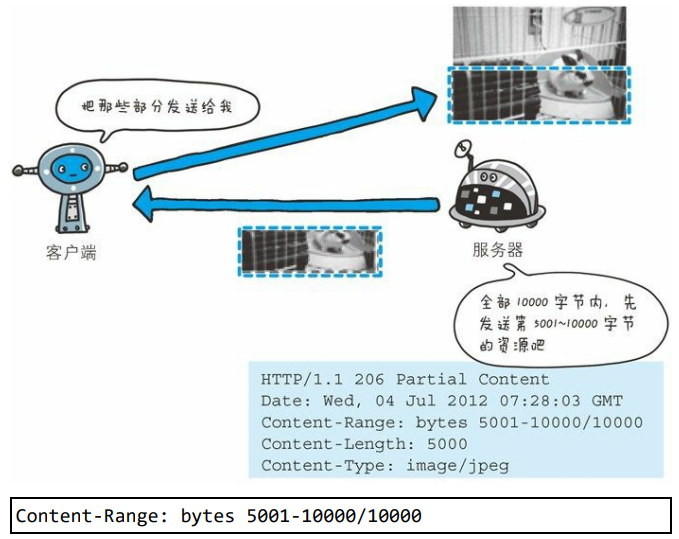 把那些部分发送给我
客户端
服务器
全部 10000 字节内，先
发送第 5001~10000 字节
的资源吧
HTTP/1.1 206 Partial Content
Date: Wed, 04 Jul 2012 07:28:03 GMT
Content-Range: bytes 5001-10000/10000
Content-Length: 5000
Content-Type: image/jpeg
Content-Range: bytes 5001-10000/10000